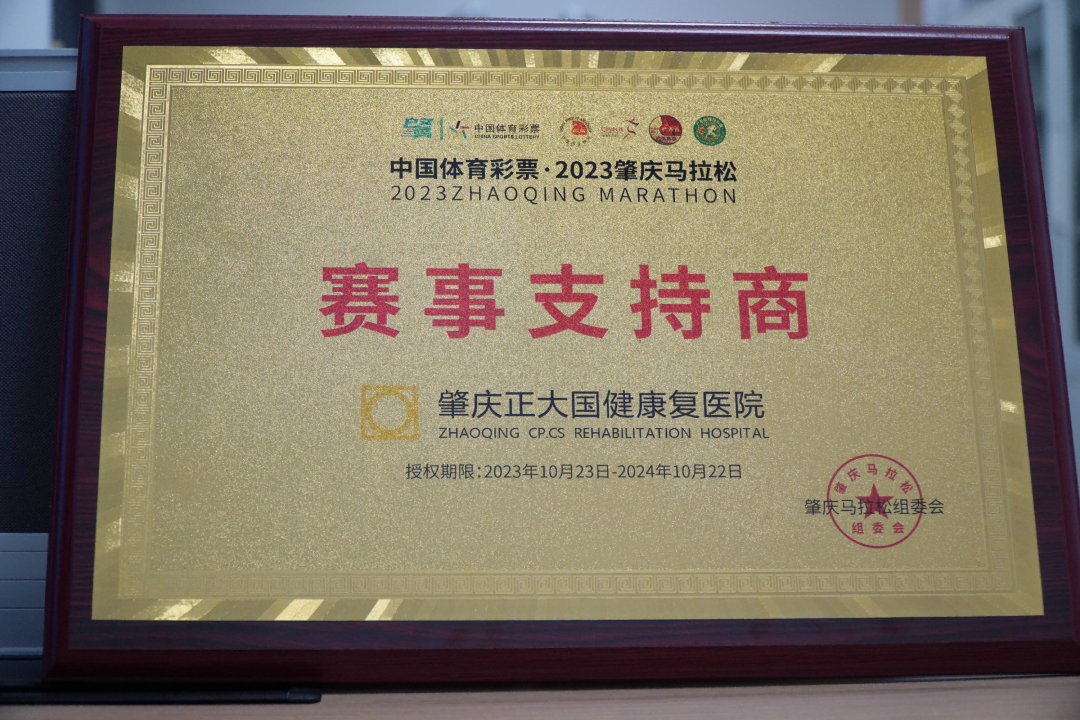 中国体育彩票
CHINA SPORTS LOTTERY
中国体育彩票·2023肇庆马拉松
2023ZHAOQING MARATHON
赛事支持商
肇庆正大国健康复医院
ZHAOQING CP.CS REHABILITATION HOSPITAL
授权期限:2023年10月23日-2024年10月22日
肇庆马拉松
肇庆马拉松组委会
组委会